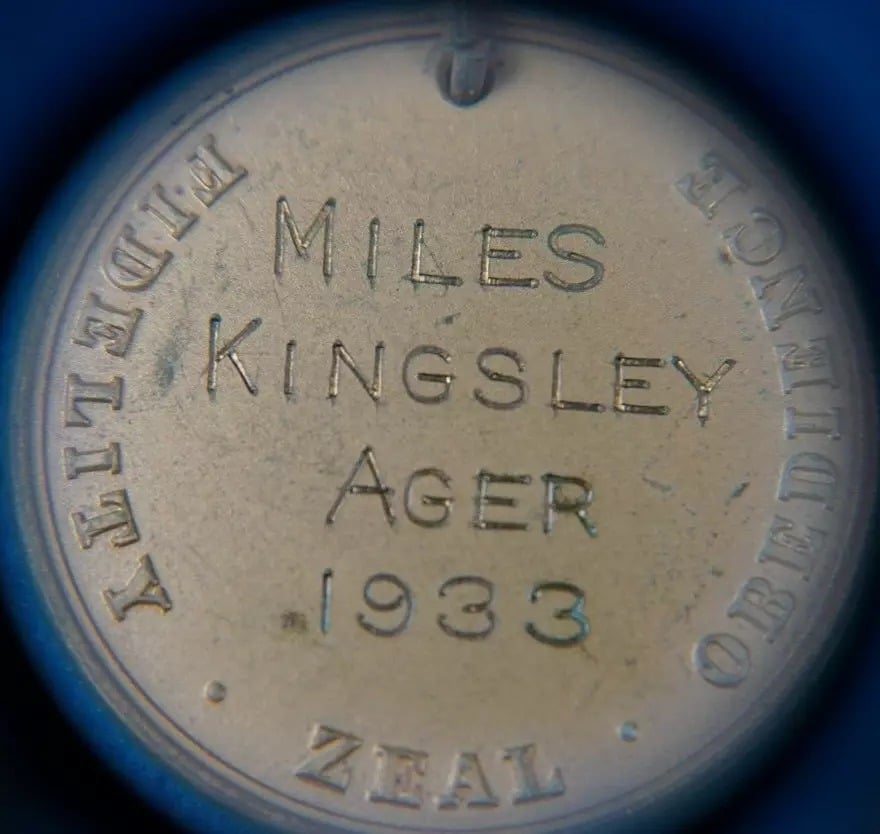 MILES
KINGSLEY
AGER
1933
FIDELITY
· ZEAL ·
OBEDIENCE